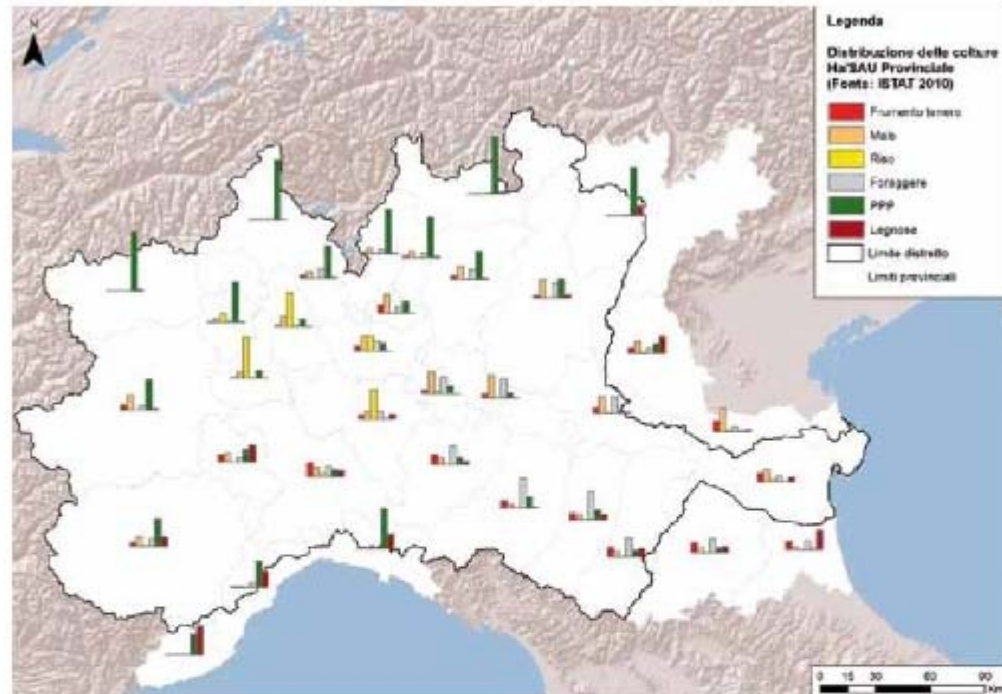 N
Legenda
Distribuzione delle colture
Ha/SAU Provinciale
(Fonte: ISTAT 2010)
Frumento tenero
Mais
Riso
Foraggere
PPP
Legnose
Limite distretto
Limiti provinciali
0 15 30 60 90